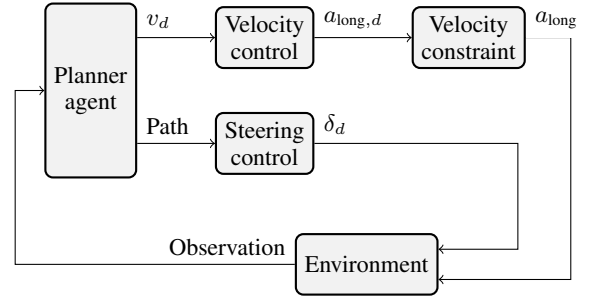 v_d
a_long,d
a_long
Velocity
control
Velocity
constraint
Planner
agent
Path
δ_d
Steering
control
Observation
Environment